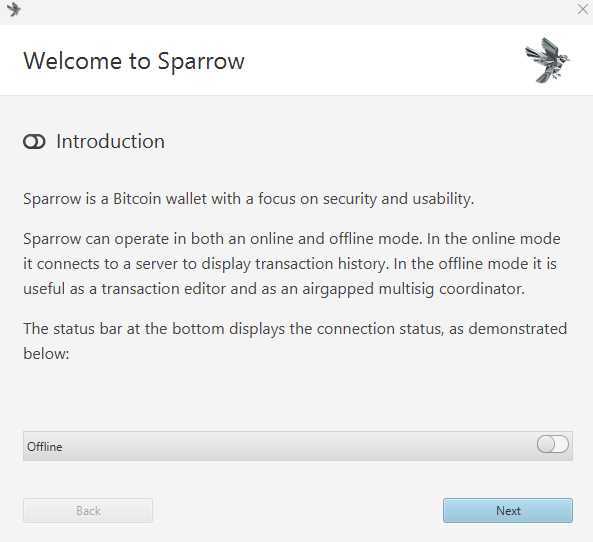 Welcome to Sparrow
Introduction
Sparrow is a Bitcoin wallet with a focus on security and usability.
Sparrow can operate in both an online and offline mode. In the online mode
it connects to a server to display transaction history. In the offline mode it is
useful as a transaction editor and as an airgapped multisig coordinator.
The status bar at the bottom displays the connection status, as demonstrated
below:
Offline
Back
Next